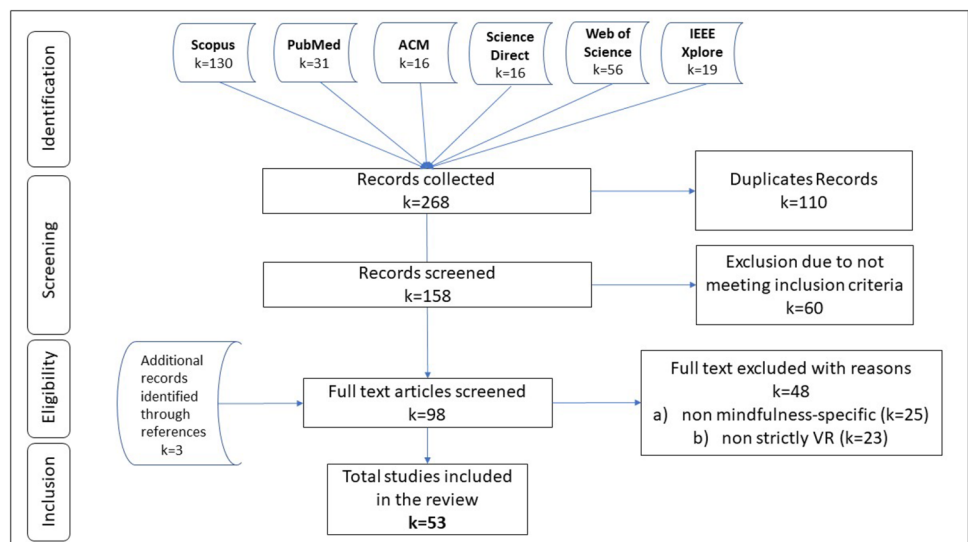 Identification
Scopus
k=130
PubMed
k=31
ACM
k=16
Science
Direct
k=16
Web of
Science
k=56
IEEE
Xplore
k=19
Records collected
k=268
Duplicates Records
k=110
Screening
Records screened
k=158
Exclusion due to not
meeting inclusion criteria
k=60
Eligibility
Additional
records
identified
through
references
k=3
Full text articles screened
k=98
Full text excluded with reasons
k=48
a) non mindfulness-specific (k=25)
b) non strictly VR (k=23)
Inclusion
Total studies included
in the review
k=53